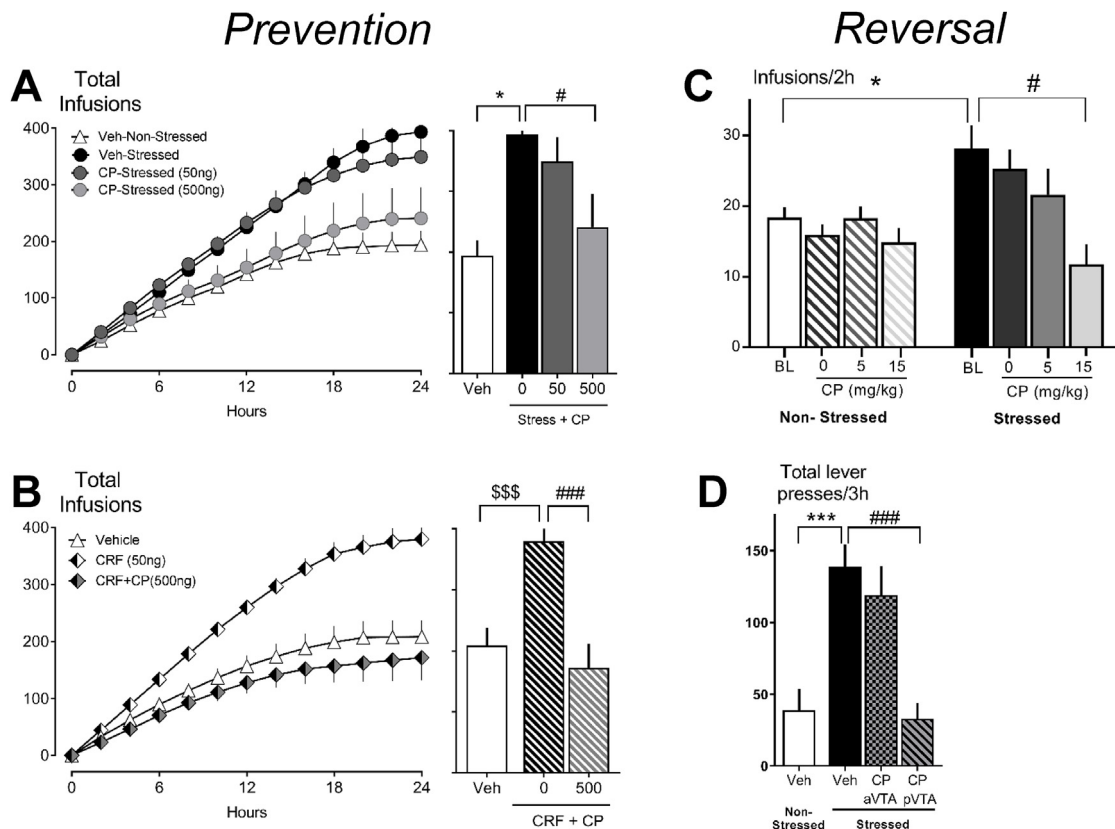 Prevention
Reversal
A
Total
Infusions
Veh-Non-Stressed
Veh-Stressed
CP-Stressed (50ng)
CP-Stressed (500ng)
400
300
200
100
0
0 6 12 18 24
Hours
* #
Veh 0 50 500
Stress + CP
C
Infusions/2h
* #
30
20
10
0
BL 0 5 15 BL 0 5 15
CP (mg/kg) CP (mg/kg)
Non- Stressed Stressed
B
Total
Infusions
Vehicle
CRF (50ng)
CRF+CP(500ng)
400
300
200
100
0
0 6 12 18 24
Hours
$$$ ###
Veh 0 500
CRF + CP
D
Total lever
presses/3h
*** ###
150
100
50
0
Veh Veh CP CP
aVTA pVTA
Non- Stressed
Stressed